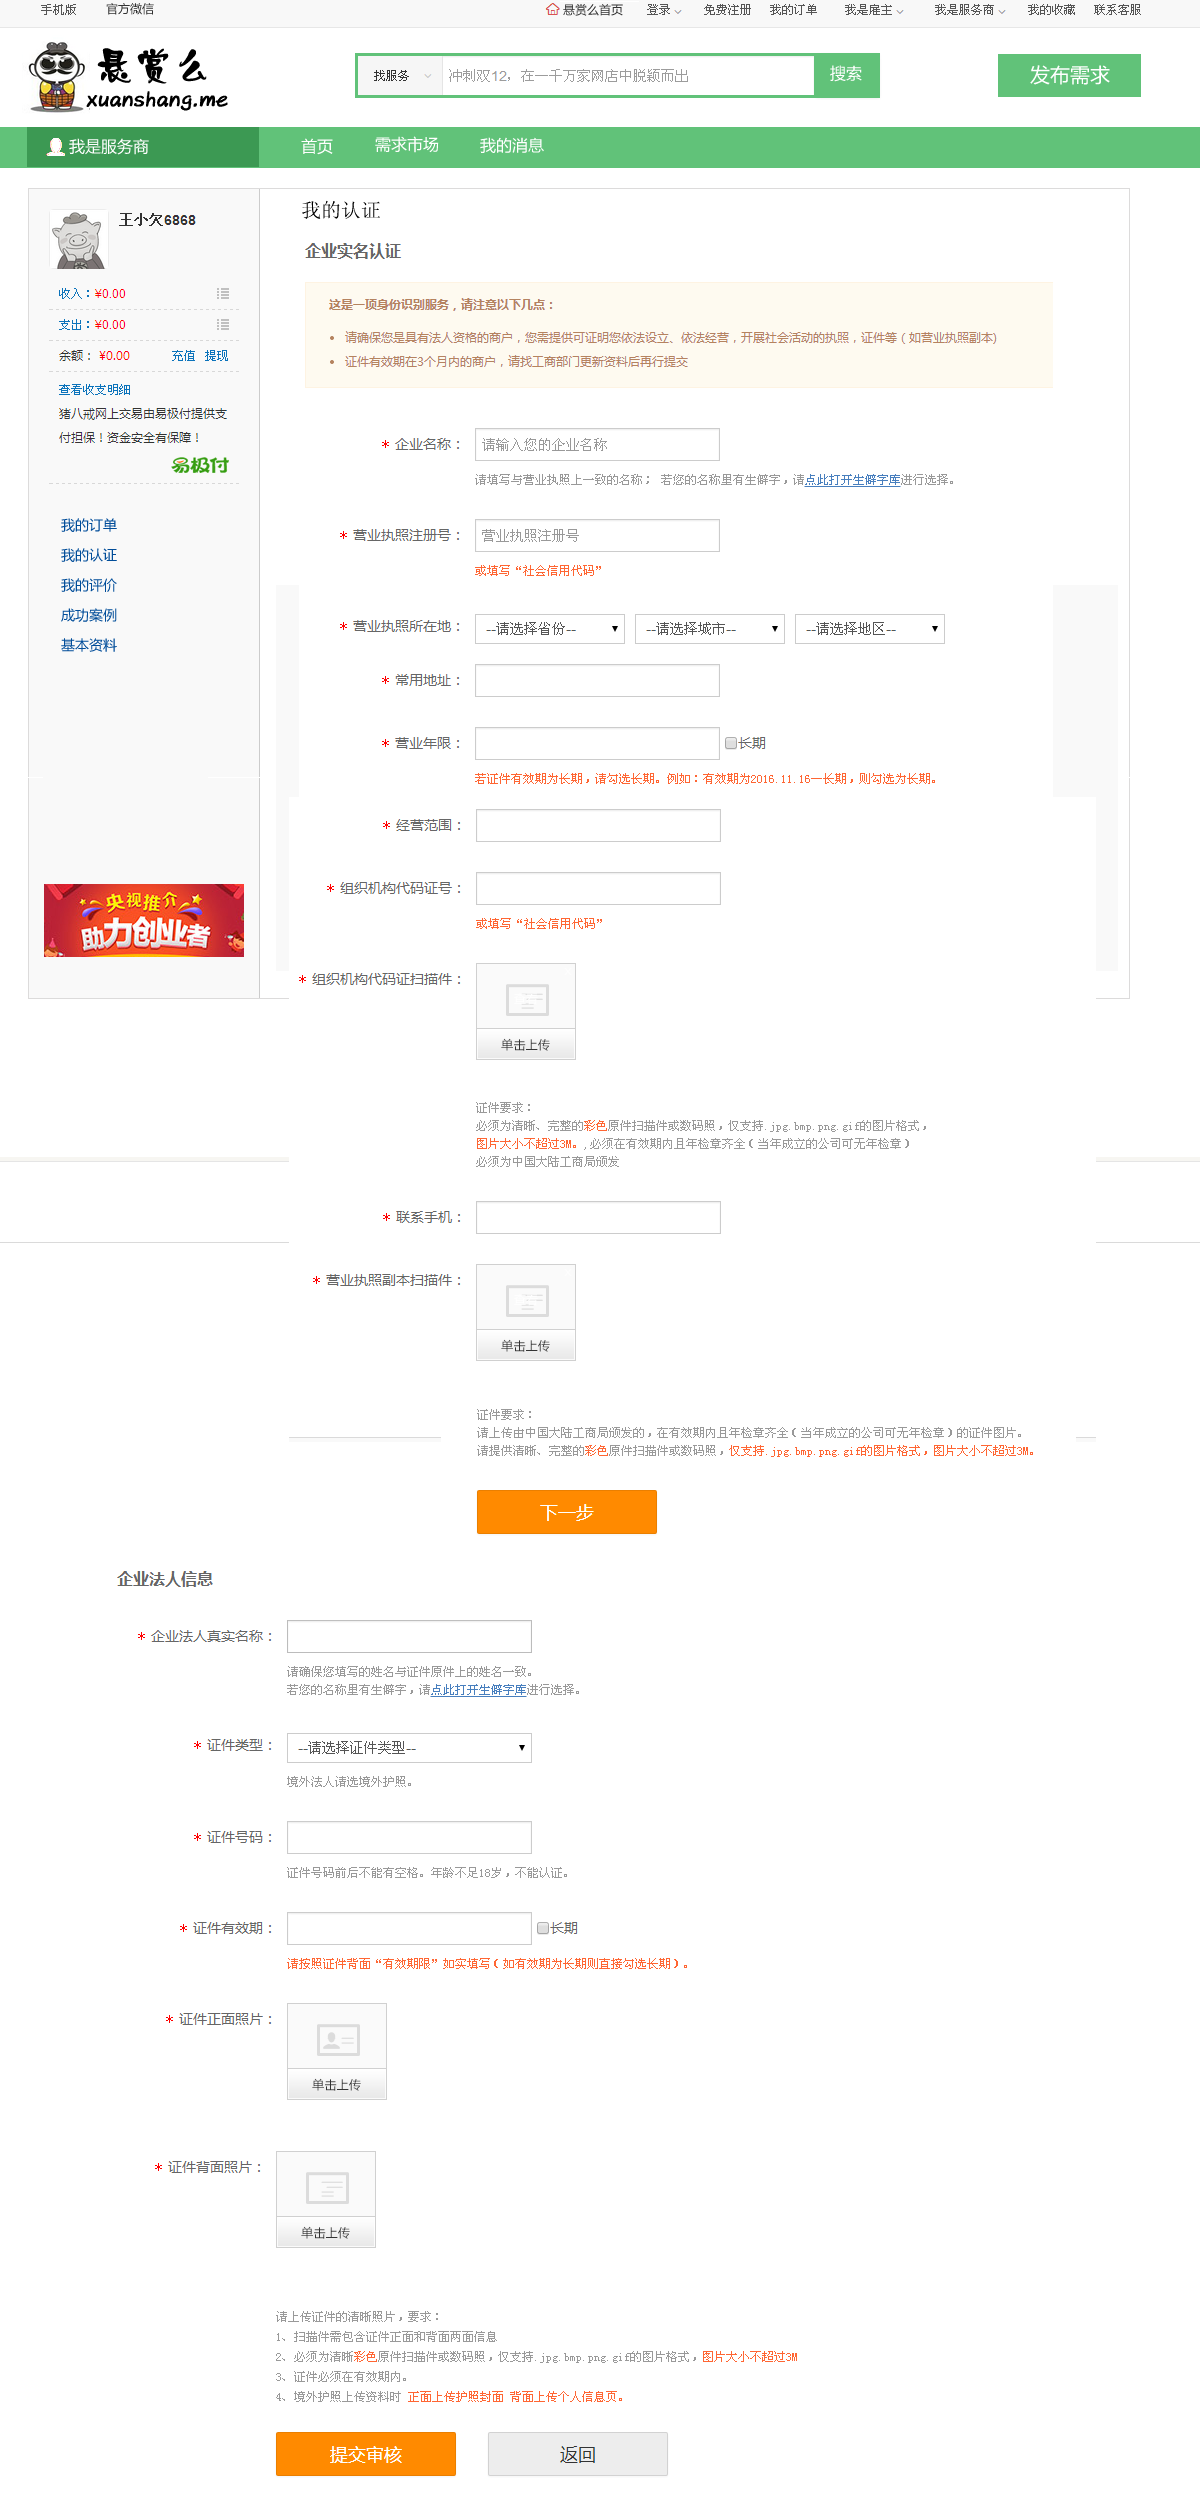 手机版 官方微信 悬赏么首页 登录 免费注册 我的订单 我是雇主 我是服务商 我的收藏 联系客服
悬赏么
xuanshang.me
找服务 冲刺双12，在一千万家网店中脱颖而出 搜索 发布需求
我是服务商 首页 需求市场 我的消息
王小欠6868
收入：¥0.00
支出：¥0.00
余额： ¥0.00 充值 提现
查看收支明细
猪八戒网上交易由易极付提供支
付担保！资金安全有保障！
易极付
我的订单
我的认证
我的评价
成功案例
基本资料
央视推介
助力创业者
我的认证
企业实名认证
这是一项身份识别服务，请注意以下几点：
• 请确保您是具有法人资格的商户，您需提供可证明您依法设立、依法经营，开展社会活动的执照，证件等（如营业执照副本）
• 证件有效期在3个月内的商户，请找工商部门更新资料后再行提交
* 企业名称： 请输入您的企业名称
请填写与营业执照上一致的名称； 若您的名称里有生僻字，请点此打开生僻字库进行选择。
* 营业执照注册号： 营业执照注册号
或填写“社会信用代码”
* 营业执照所在地： --请选择省份-- --请选择城市-- --请选择地区--
* 常用地址：
* 营业年限： 长期
若证件有效期为长期，请勾选长期。例如：有效期为2016.11.16一长期，则勾选为长期。
* 经营范围：
* 组织机构代码证号：
或填写“社会信用代码”
* 组织机构代码证扫描件：
单击上传
证件要求：
必须为清晰、完整的彩色原件扫描件或数码照，仅支持.jpg.bmp.png.gif的图片格式，
图片大小不超过3M。,必须在有效期内且年检章齐全（当年成立的公司可无年检章）
必须为中国大陆工商局颁发
* 联系手机：
* 营业执照副本扫描件：
单击上传
证件要求：
请上传由中国大陆工商局颁发的，在有效期内且年检章齐全（当年成立的公司可无年检章）的证件图片。
请提供清晰、完整的彩色原件扫描件或数码照，仅支持.jpg.bmp.png.gif的图片格式，图片大小不超过3M。
下一步
企业法人信息
* 企业法人真实名称：
请确保您填写的姓名与证件原件上的姓名一致。
若您的名称里有生僻字，请点此打开生僻字库进行选择。
* 证件类型： --请选择证件类型--
境外法人请选境外护照。
* 证件号码：
证件号码前后不能有空格。年龄不足18岁，不能认证。
* 证件有效期： 长期
请按照证件背面“有效期限”如实填写（如有效期为长期则直接勾选长期）。
* 证件正面照片：
单击上传
* 证件背面照片：
单击上传
请上传证件的清晰照片，要求：
1、扫描件需包含证件正面和背面两面信息
2、必须为清晰彩色原件扫描件或数码照，仅支持.jpg.bmp.png.gif的图片格式，图片大小不超过3M
3、证件必须在有效期内。
4、境外护照上传资料时 正面上传护照封面 背面上传个人信息页。
提交审核 返回